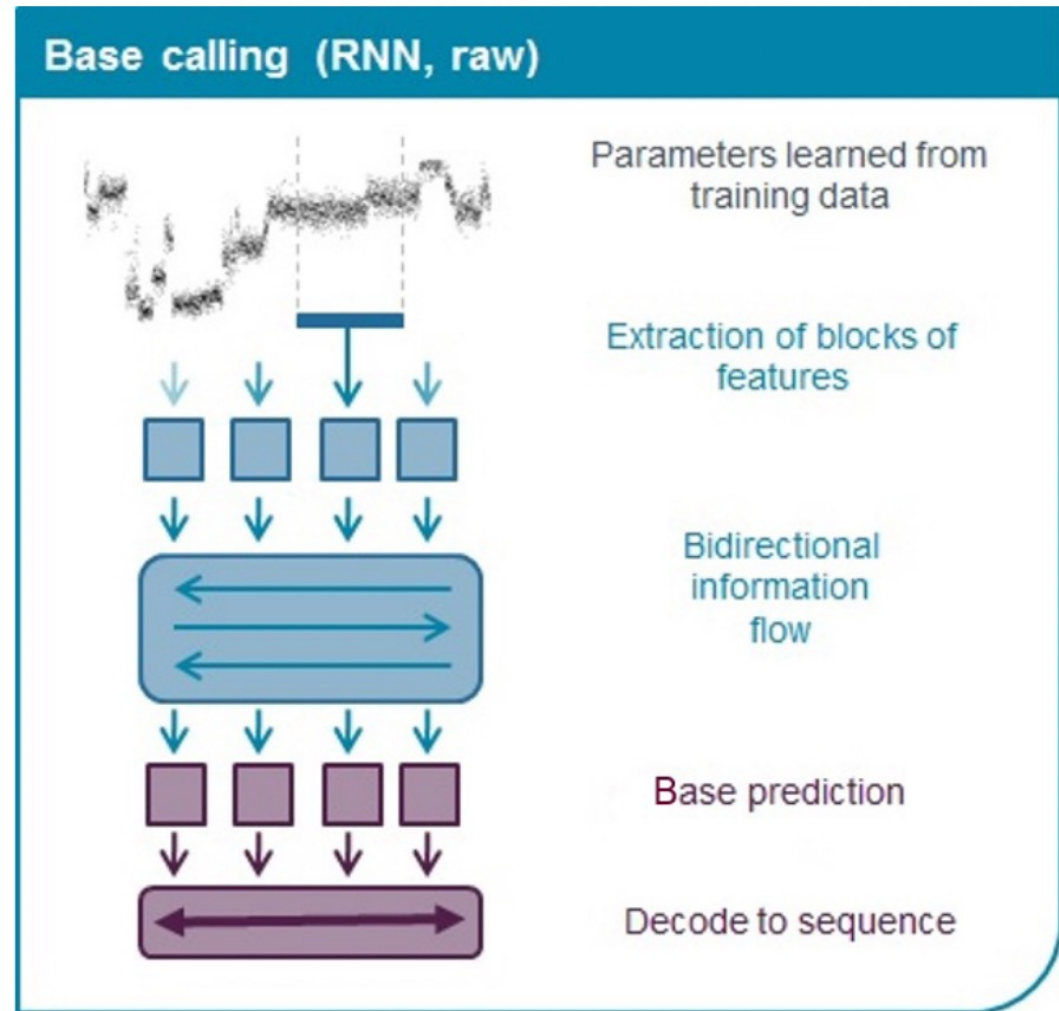 Base calling (RNN, raw)
Parameters learned from
training data
Extraction of blocks of
features
Bidirectional
information
flow
Base prediction
Decode to sequence